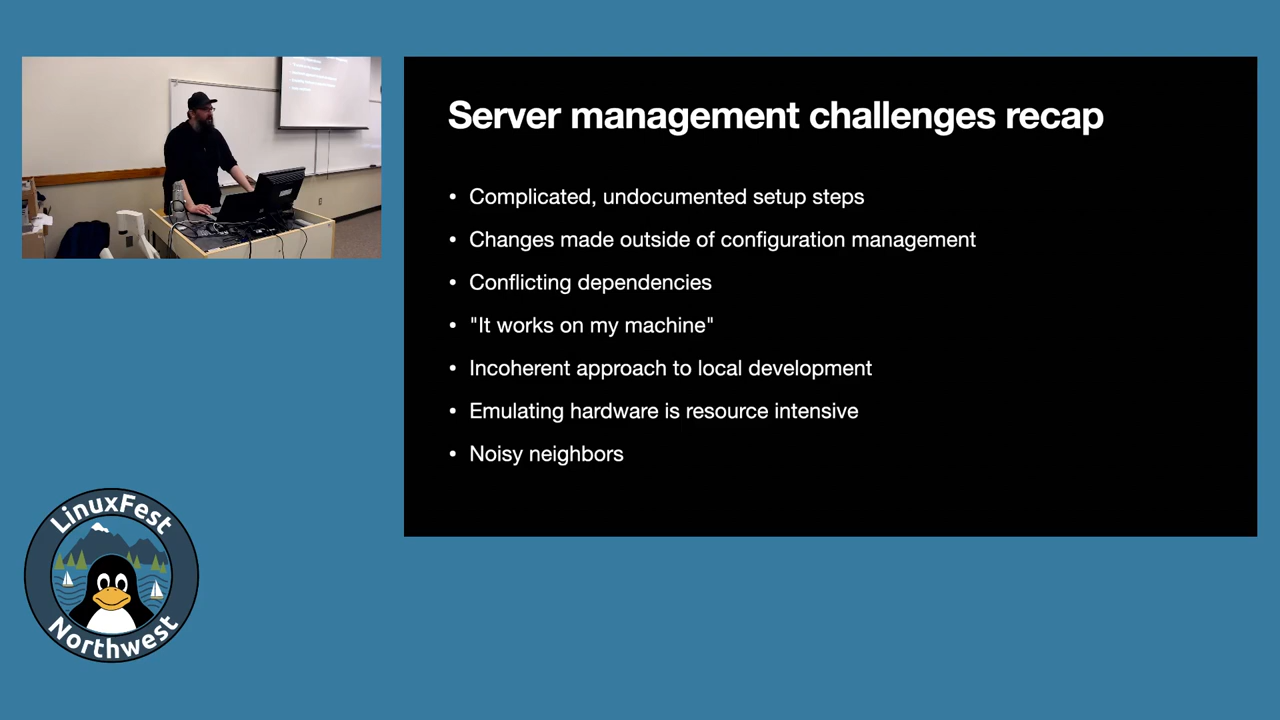 Server management challenges recap
• Complicated, undocumented setup steps
• Changes made outside of configuration management
• Conflicting dependencies
• "It works on my machine"
• Incoherent approach to local development
• Emulating hardware is resource intensive
• Noisy neighbors
LinuxFest
Northwest